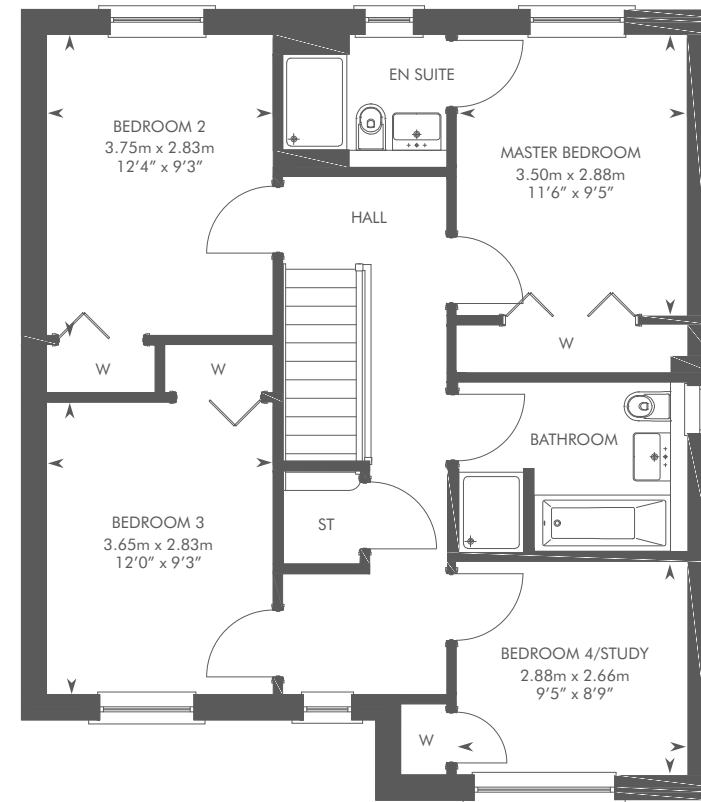 EN SUITE
BEDROOM 2
3.75m x 2.83m
12’4” x 9’3”
MASTER BEDROOM
3.50m x 2.88m
11’6” x 9’5”
HALL
W
W
W
BATHROOM
BEDROOM 3
3.65m x 2.83m
12’0” x 9’3”
ST
BEDROOM 4/STUDY
2.88m x 2.66m
9’5” x 8’9”
W